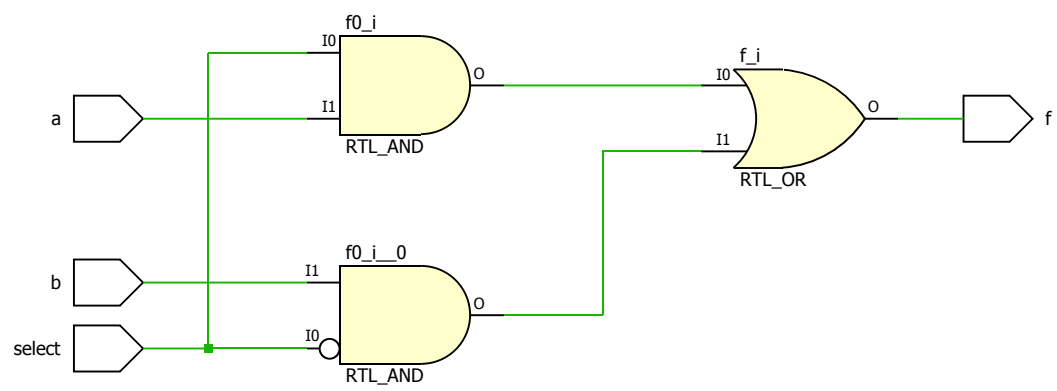 f0_i
I0
a
I1
O
RTL_AND
f_i
I0
I1
O
RTL_OR
f
f0_i__0
b
I1
O
select
I0
RTL_AND